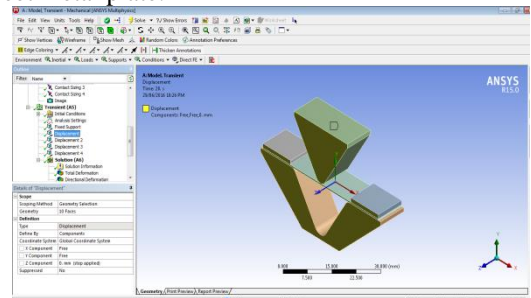 A : Model, Transient - Mechanical [ANSYS Multiphysics]
File Edit View Units Tools Help Solve Show Errors
Show Vertices Wireframe Show Mesh Random Colors Annotation Preferences
Edge Coloring Thicken Annotations
Environment Inertial Loads Supports Conditions Direct FE
Outline
Filter: Name
Contact Sizing 3
Contact Sizing 4
Image
Transient (A5)
Initial Conditions
Analysis Settings
Fixed Support
Displacement
Displacement 2
Displacement 3
Displacement 4
Solution (A6)
Solution Information
Total Deformation
Directional Deformation
Details of "Displacement"
Scope
Scoping Method Geometry Selection
Geometry 10 Faces
Definition
Type Displacement
Define By Components
Coordinate System Global Coordinate System
X Component Free
Y Component Free
Z Component 0. mm (step applied)
Suppressed No
A:Model, Transient
Displacement
Displacement
Components: Free,Free,0. mm
ANSYS
R15.0
0.000 15.000 30.000 (mm)
7.500 22.500
Y
X
Geometry Print Preview Report Preview